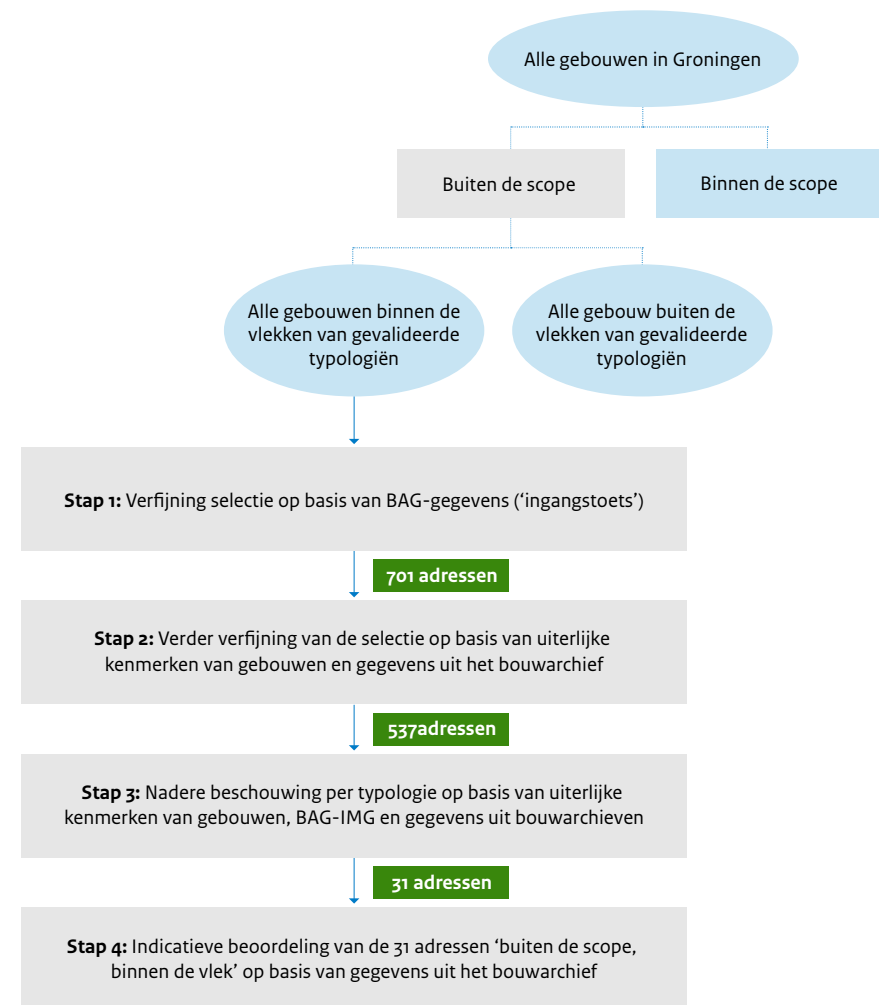 Alle gebouwen in Groningen
Buiten de scope
Binnen de scope
Alle gebouwen binnen de
vlekken van gevalideerde
typologiën
Alle gebouw buiten de
vlekken van gevalideerde
typologiën
Stap 1: Verfijning selectie op basis van BAG-gegevens (‘ingangstoets’)
701 adressen
Stap 2: Verder verfijning van de selectie op basis van uiterlijke
kenmerken van gebouwen en gegevens uit het bouwarchief
537adressen
Stap 3: Nadere beschouwing per typologie op basis van uiterlijke
kenmerken van gebouwen, BAG-IMG en gegevens uit bouwarchieven
31 adressen
Stap 4: Indicatieve beoordeling van de 31 adressen ‘buiten de scope,
binnen de vlek’ op basis van gegevens uit het bouwarchief